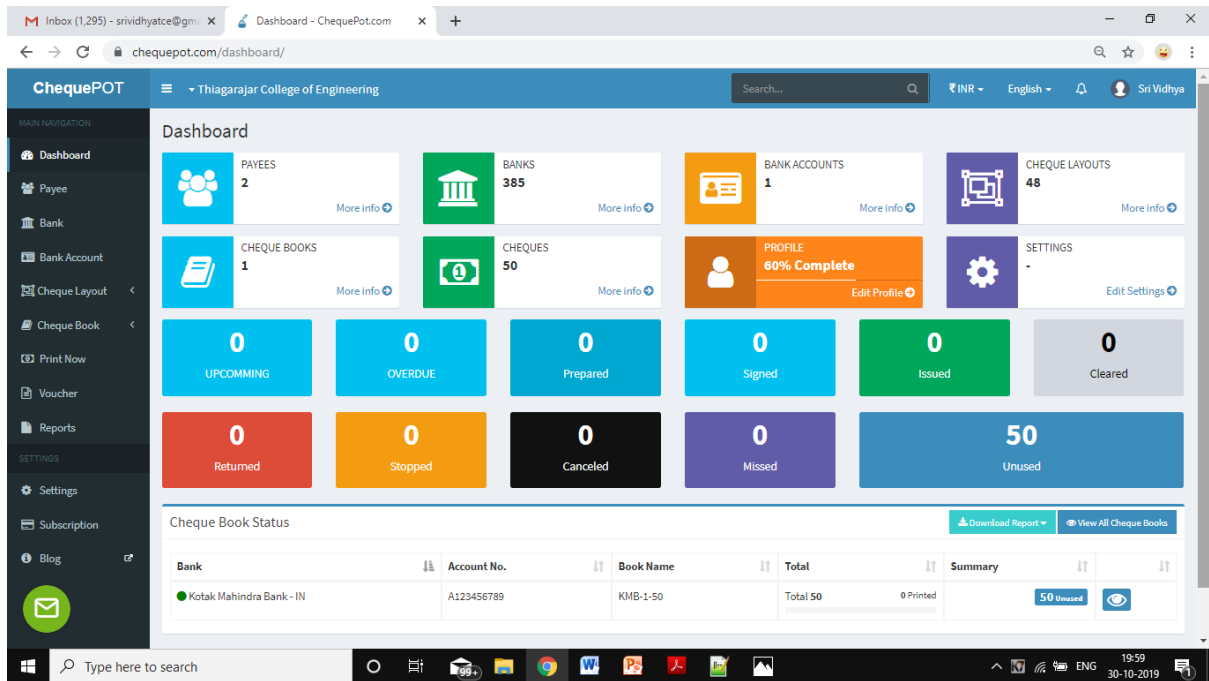 Inbox (1,295) - srividhyatce@gm
Dashboard - ChequePot.com
chequepot.com/dashboard/
ChequePOT
Thiagarajar College of Engineering
Search...
₹ INR
English
Sri Vidhya
MAIN NAVIGATION
Dashboard
Payee
Bank
Bank Account
Cheque Layout
Cheque Book
Print Now
Voucher
Reports
SETTINGS
Settings
Subscription
Blog
Dashboard
PAYEES
2
More info
BANKS
385
More info
BANK ACCOUNTS
1
More info
CHEQUE LAYOUTS
48
More info
CHEQUE BOOKS
1
More info
CHEQUES
50
More info
PROFILE
60% Complete
Edit Profile
SETTINGS
-
Edit Settings
0
UPCOMMING
0
OVERDUE
0
Prepared
0
Signed
0
Issued
0
Cleared
0
Returned
0
Stopped
0
Canceled
0
Missed
50
Unused
Cheque Book Status
Download Report
View All Cheque Books
Bank Account No. Book Name Total Summary
Kotak Mahindra Bank - IN A123456789 KMB-1-50 Total 50 0 Printed 50 Unused
Type here to search
99+
ENG
19:59
30-10-2019